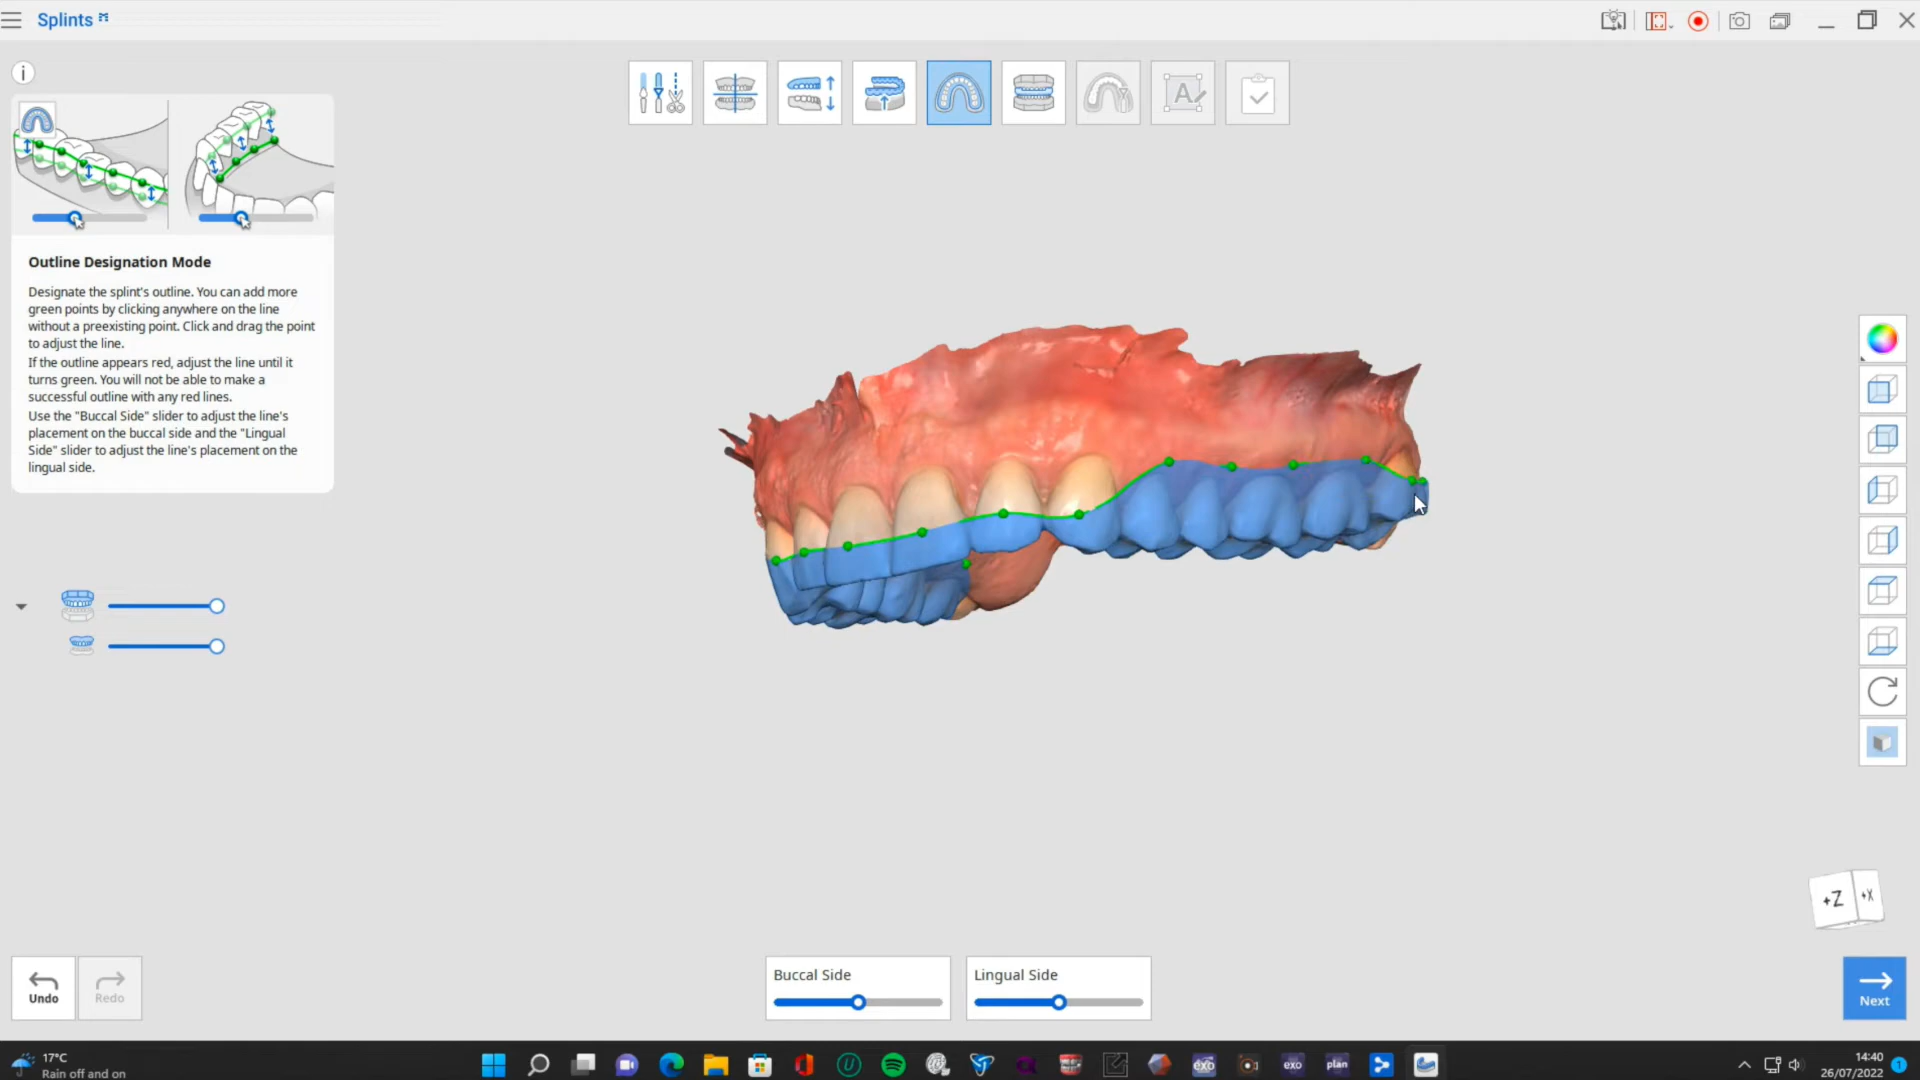 Splints
Outline Designation Mode
Designate the splint's outline. You can add more
green points by clicking anywhere on the line
without a preexisting point. Click and drag the point
to adjust the line.
If the outline appears red, adjust the line until it
turns green. You will not be able to make a
successful outline with any red lines.
Use the "Buccal Side" slider to adjust the line's
placement on the buccal side and the "Lingual
Side" slider to adjust the line's placement on the
lingual side.
+Z
+X
Undo
Redo
Buccal Side
Lingual Side
Next
17°C
Rain off and on
exo
exo
plan
14:40
26/07/2022
1